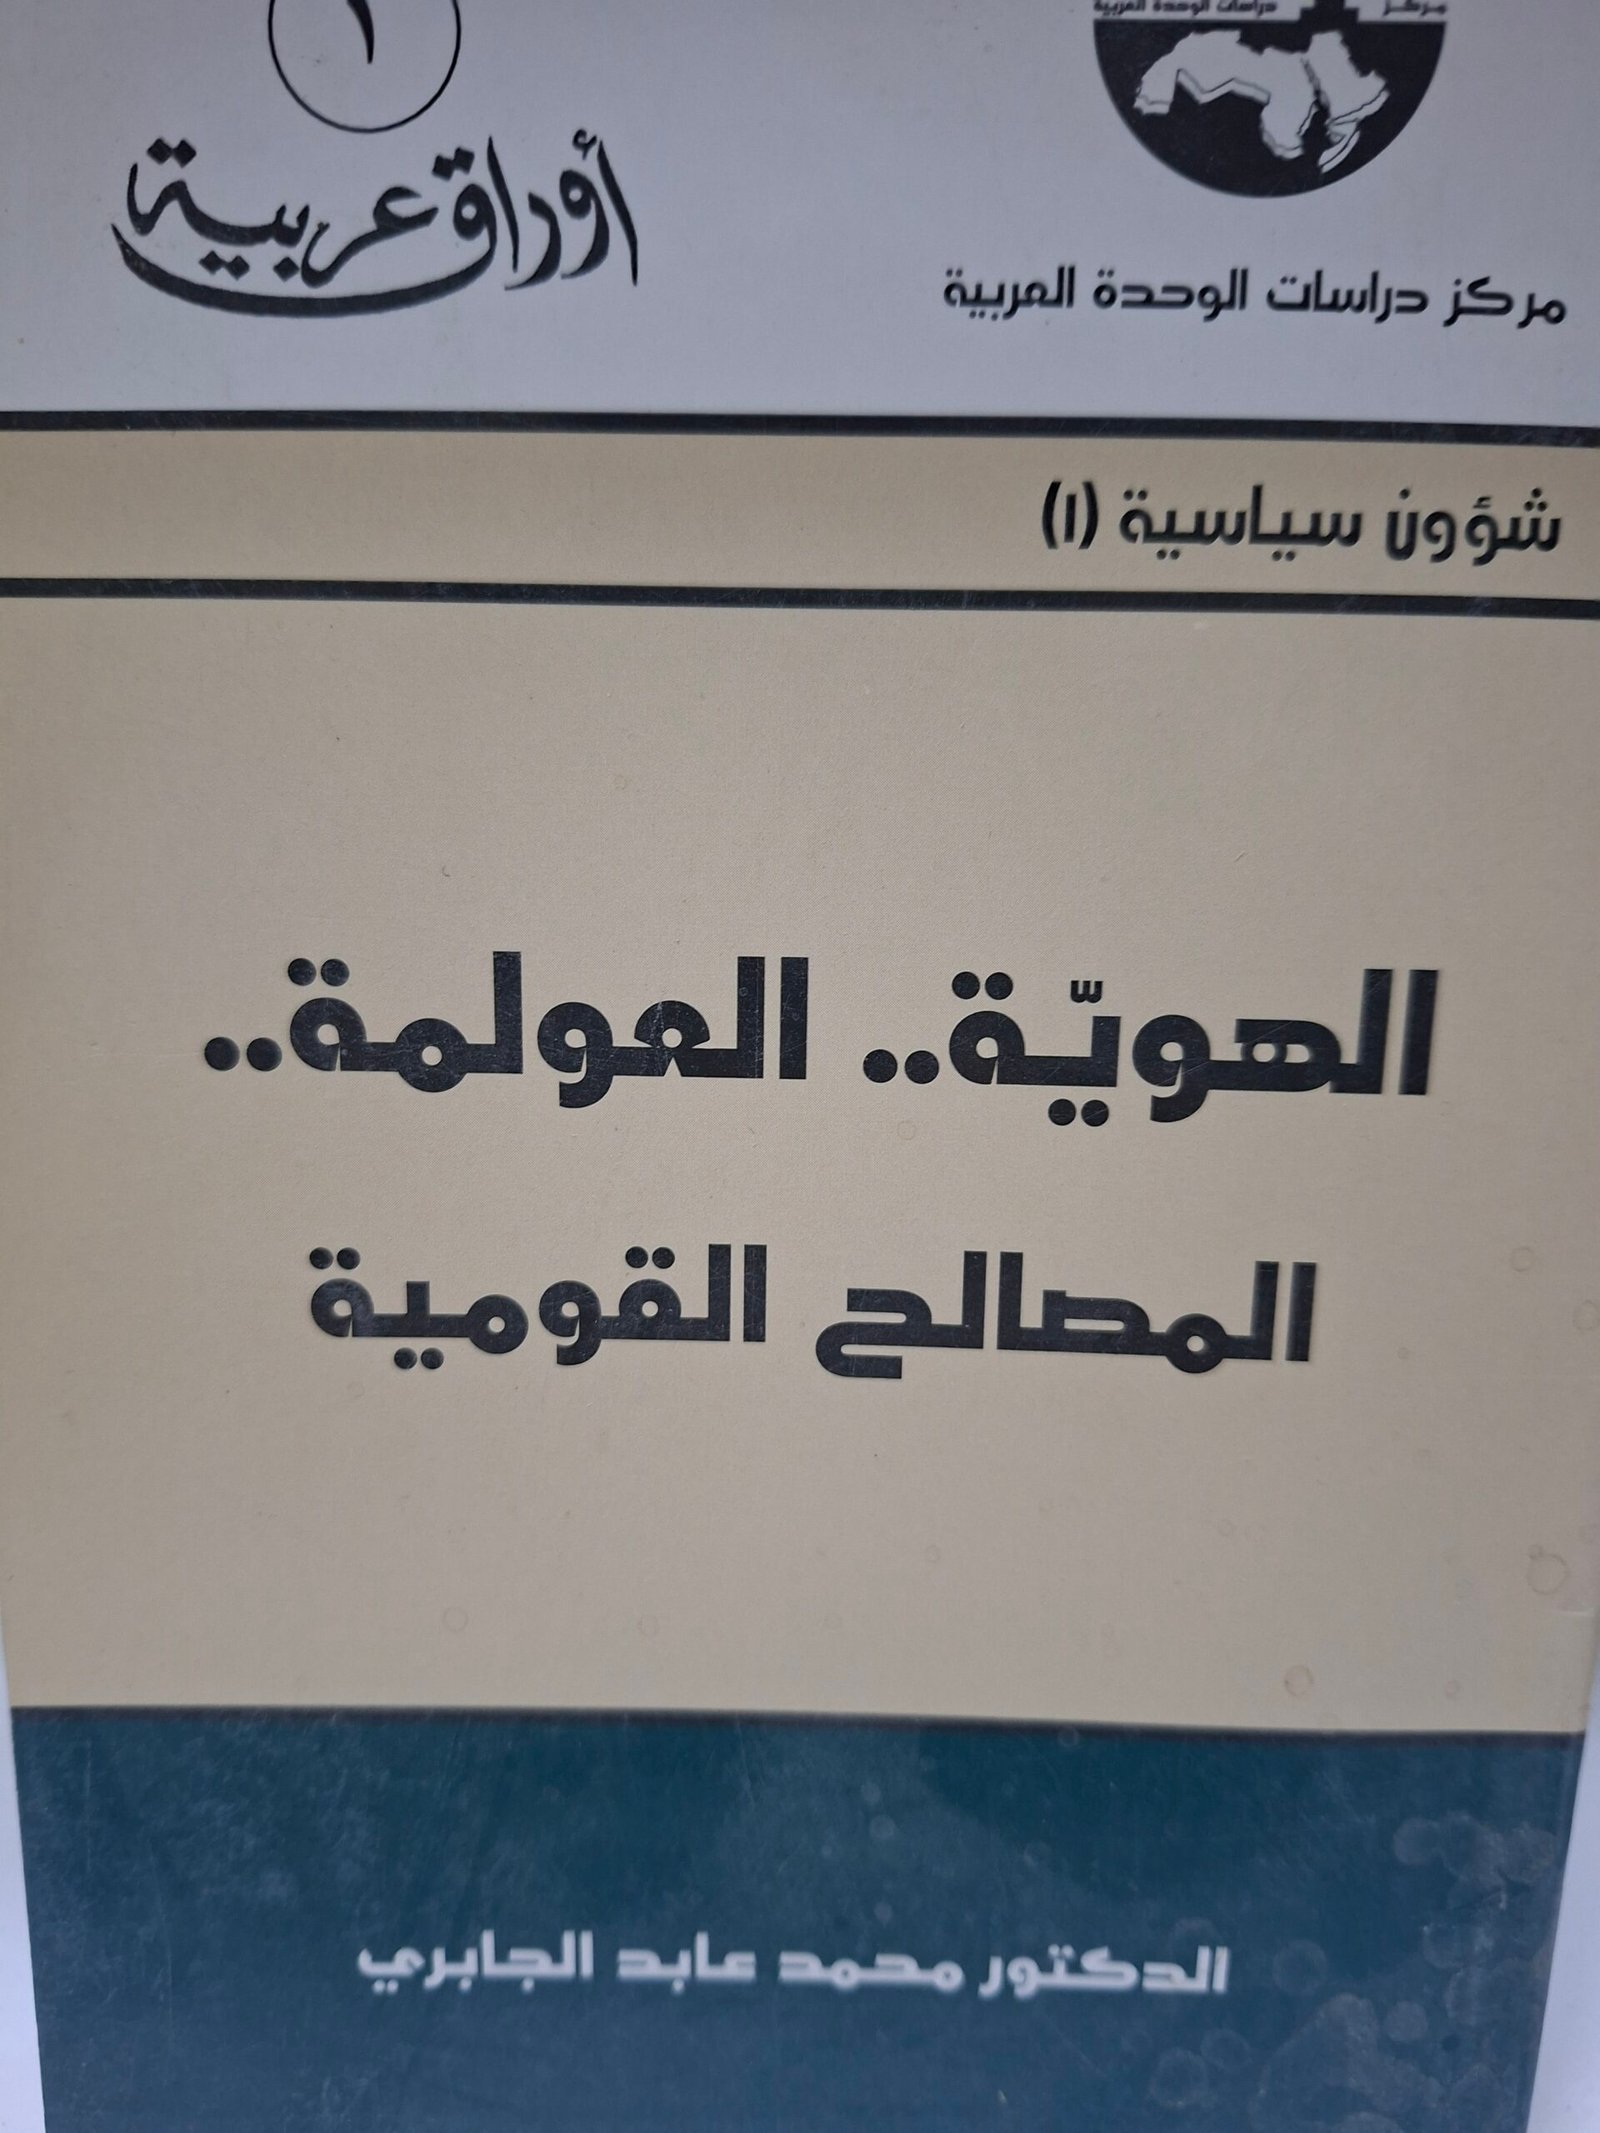 مركز دراسات الوحدة العربية
١
أوراق عربية
مركز دراسات الوحدة العربية
شؤون سياسية (١)
الهويّة.. العولمة..
المصالح القومية
الدكتور محمد عابد الجابري